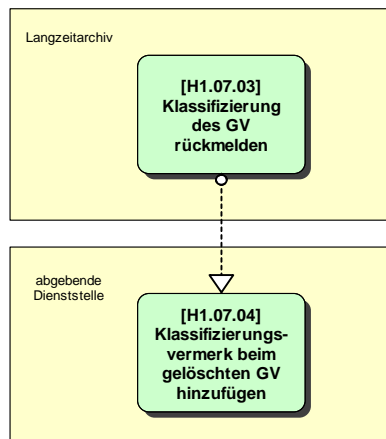 Langzeitarchiv
[H1.07.03]
Klassifizierung
des GV
rückmelden
abgebende
Dienststelle
[H1.07.04]
Klassifizierungs-
vermerk beim
gelöschten GV
hinzufügen